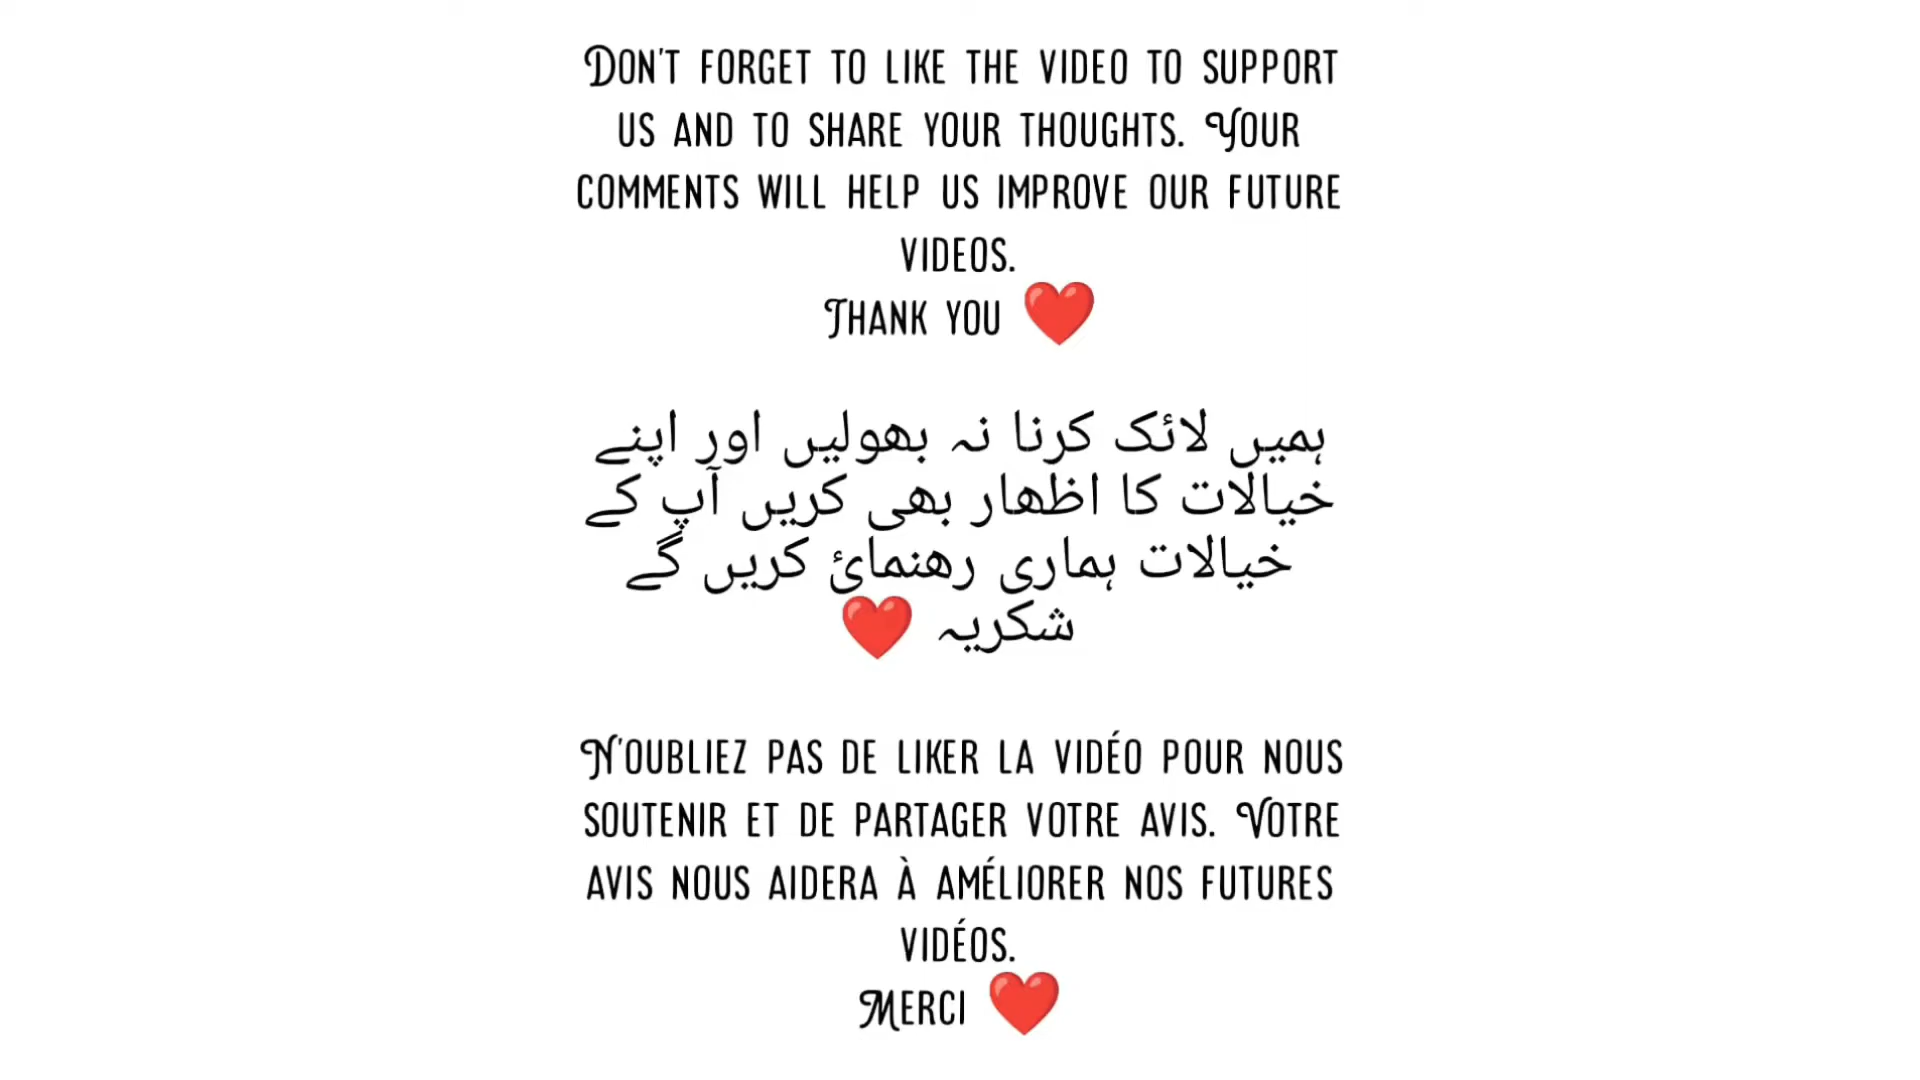 Don't forget to like the video to support
us and to share your thoughts. Your
comments will help us improve our future
videos.
Thank you ❤️
ہمیں لائک کرنا نہ بھولیں اور اپنے
خیالات کا اظھار بھی کریں آپ کے
خیالات ہماری رھنمائ کریں گے
شکریہ ❤️
N'oubliez pas de liker la vidéo pour nous
soutenir et de partager votre avis. Votre
avis nous aidera à améliorer nos futures
vidéos.
Merci ❤️